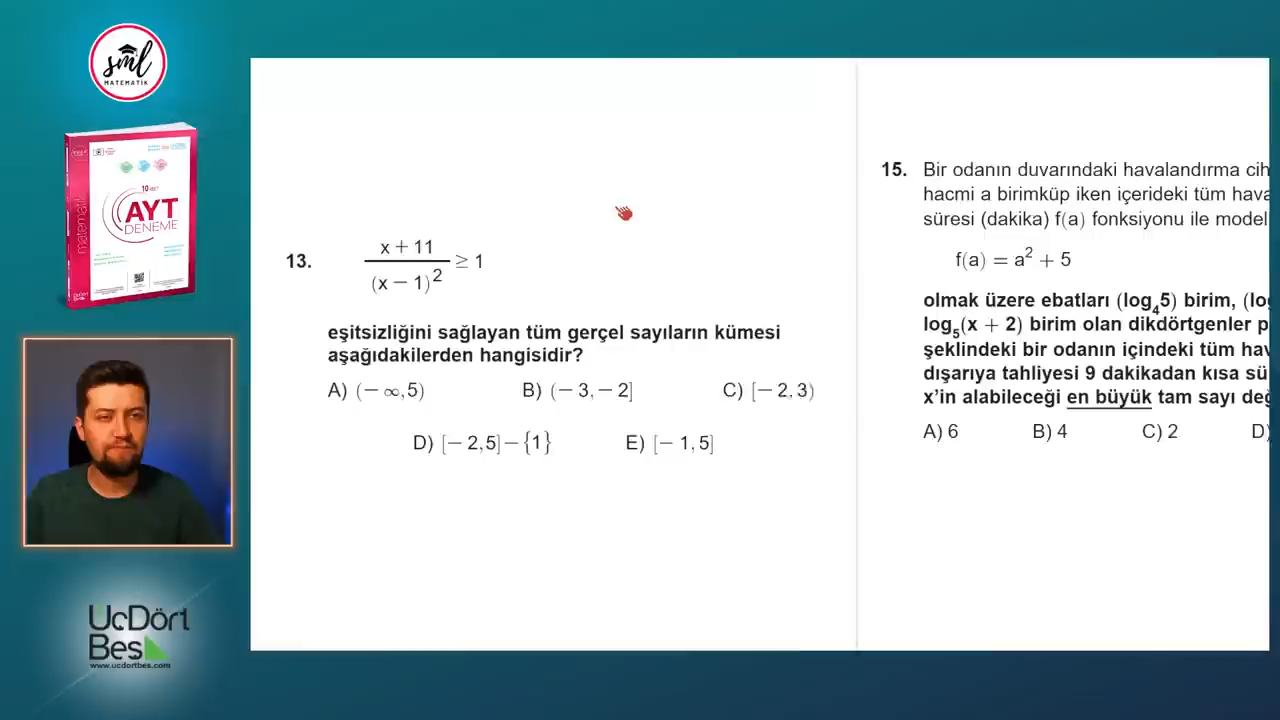 sml
MATEMATİK
matematik
10 ADET
AYT
DENEME
UcDört
Bes
www.ucdortbes.com
13. x + 11 / (x − 1)² ≥ 1
eşitsizliğini sağlayan tüm gerçel sayıların kümesi
aşağıdakilerden hangisidir?
A) (− ∞, 5) B) (− 3, − 2] C) [− 2, 3)
D) [− 2, 5] − {1} E) [− 1, 5]
15. Bir odanın duvarındaki havalandırma cih
hacmi a birimküp iken içerideki tüm hava
süresi (dakika) f(a) fonksiyonu ile model
f(a) = a² + 5
olmak üzere ebatları (log₄5) birim, (log
log₅(x + 2) birim olan dikdörtgenler p
şeklindeki bir odanın içindeki tüm hav
dışarıya tahliyesi 9 dakikadan kısa sü
x'in alabileceği en büyük tam sayı değ
A) 6 B) 4 C) 2 D)